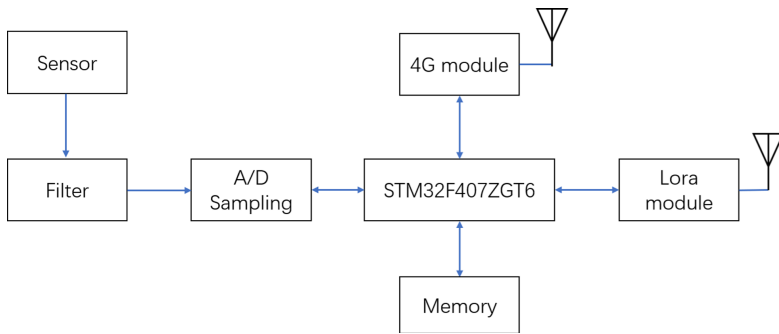 Sensor
4G module
Filter
A/D
Sampling
STM32F407ZGT6
Lora
module
Memory